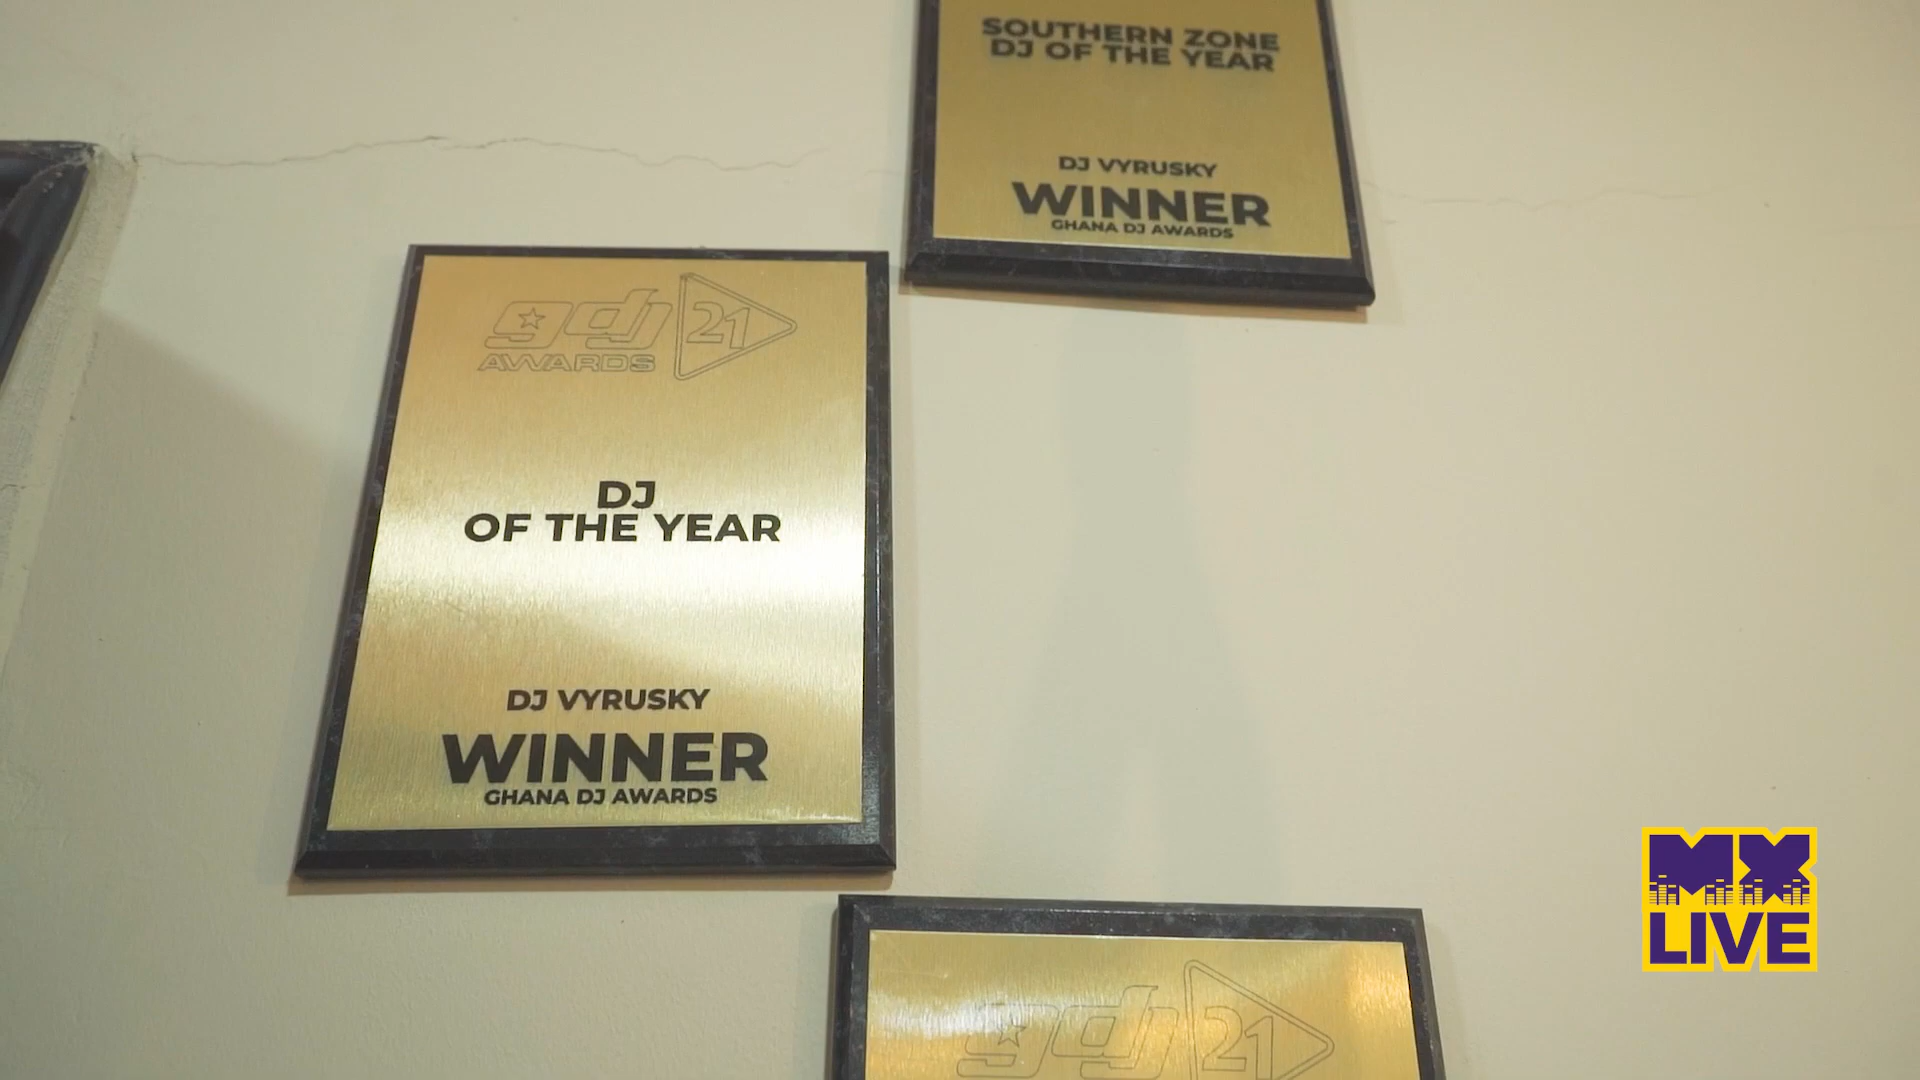 SOUTHERN ZONE
DJ OF THE YEAR
DJ VYRUSKY
WINNER
GHANA DJ AWARDS
gdj 21
AWARDS
DJ
OF THE YEAR
DJ VYRUSKY
WINNER
GHANA DJ AWARDS
gdj 21
MX
LIVE